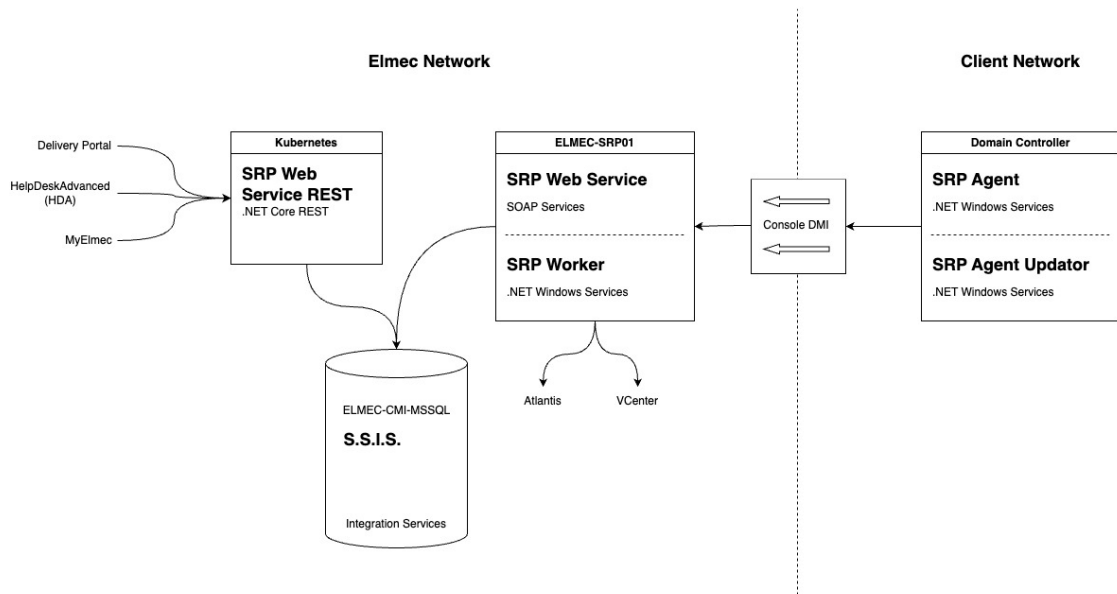 Elmec Network
Client Network
Delivery Portal
HelpDeskAdvanced
(HDA)
MyElmec
Kubernetes
SRP Web
Service REST
.NET Core REST
ELMEC-SRP01
SRP Web Service
SOAP Services
SRP Worker
.NET Windows Services
Console DMI
Domain Controller
SRP Agent
.NET Windows Services
SRP Agent Updator
.NET Windows Services
Atlantis
VCenter
ELMEC-CMI-MSSQL
S.S.I.S.
Integration Services